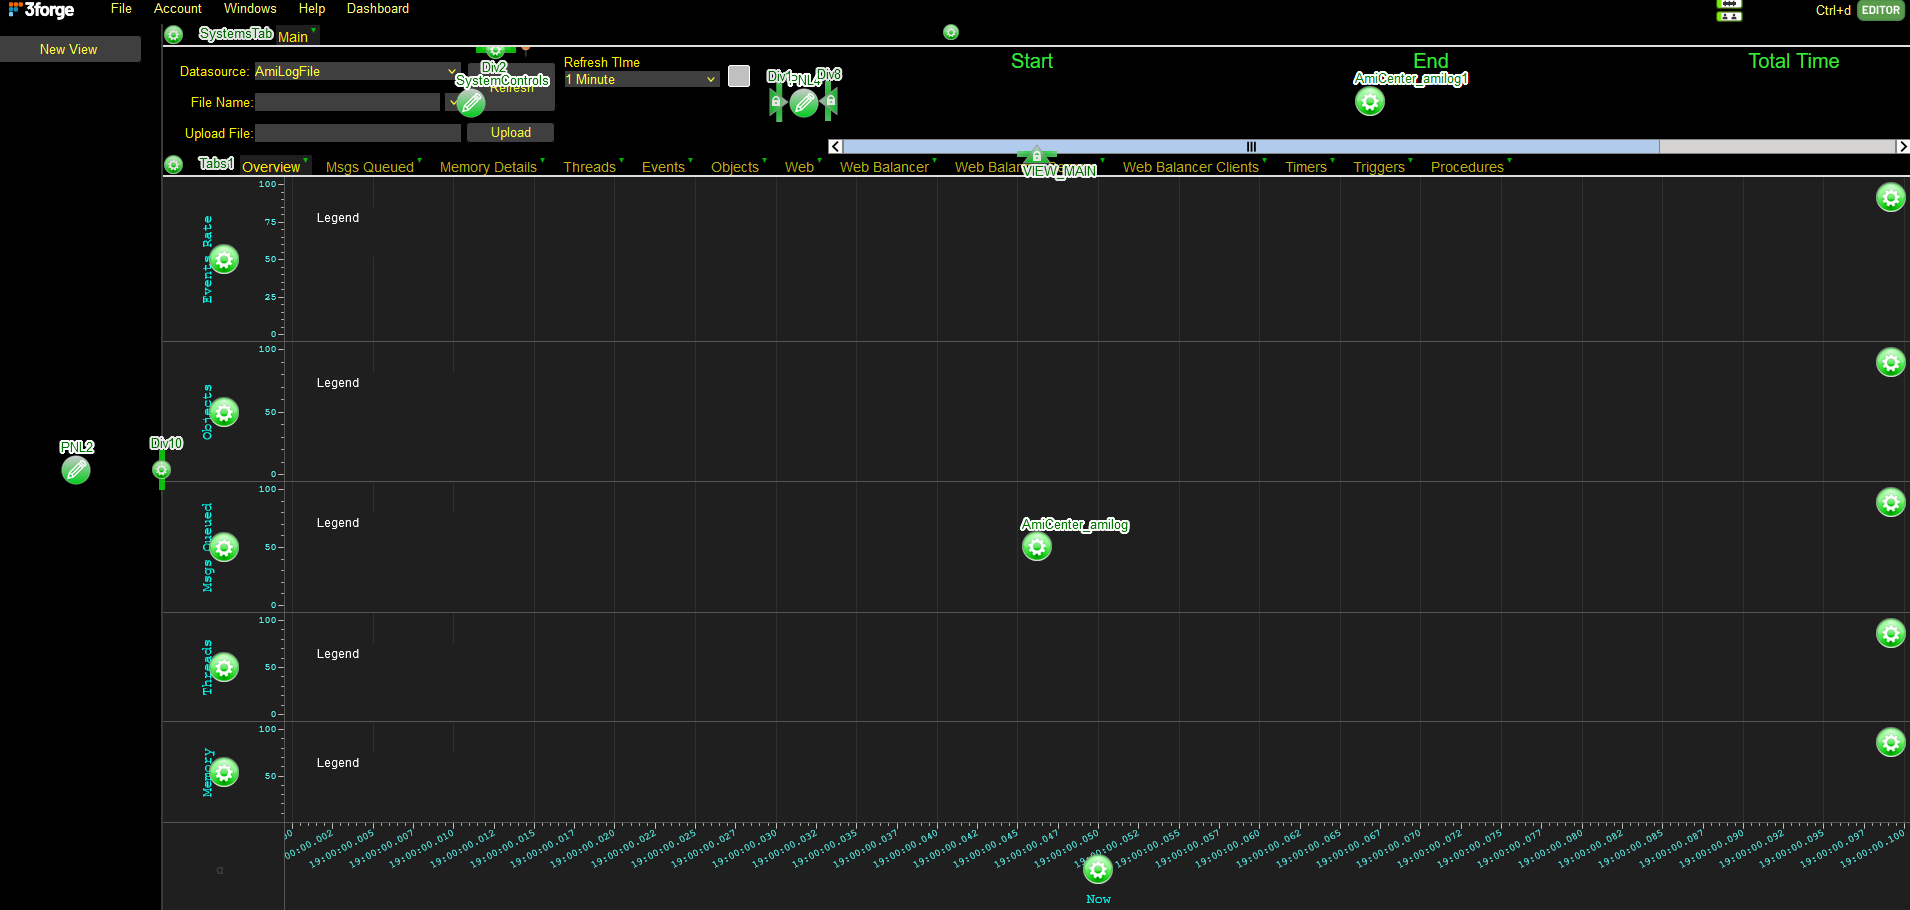 3forge File Account Windows Help Dashboard Ctrl+d EDITOR
New View
SystemsTab Main
Datasource: AmiLogFile
File Name:
Upload File: Upload
Div2
SystemControls
Refresh
Refresh TIme
1 Minute
PNL4 Div8
Start End Total Time
AmiCenter_amilog1
Tabs1 Overview Msgs Queued Memory Details Threads Events Objects Web Web Balancer Web Web Balancer Clients Timers Triggers Procedures
VIEW_MAIN
Events Rate
100
75
50
25
0
Legend
Objects
100
50
0
Legend
PNL2
Div10
Msgs Queued
100
50
0
Legend
AmiCenter_amilog
Threads
100
50
0
Legend
Memory
100
50
Legend
19:00:00.002 19:00:00.005 19:00:00.007 19:00:00.010 19:00:00.012 19:00:00.015 19:00:00.017 19:00:00.020 19:00:00.022 19:00:00.025 19:00:00.027 19:00:00.030 19:00:00.032 19:00:00.035 19:00:00.037 19:00:00.040 19:00:00.042 19:00:00.045 19:00:00.047 19:00:00.050 19:00:00.052 19:00:00.055 19:00:00.057 19:00:00.060 19:00:00.062 19:00:00.065 19:00:00.067 19:00:00.070 19:00:00.072 19:00:00.075 19:00:00.077 19:00:00.080 19:00:00.082 19:00:00.085 19:00:00.087 19:00:00.090 19:00:00.092 19:00:00.095 19:00:00.097 19:00:00.100
α
Now